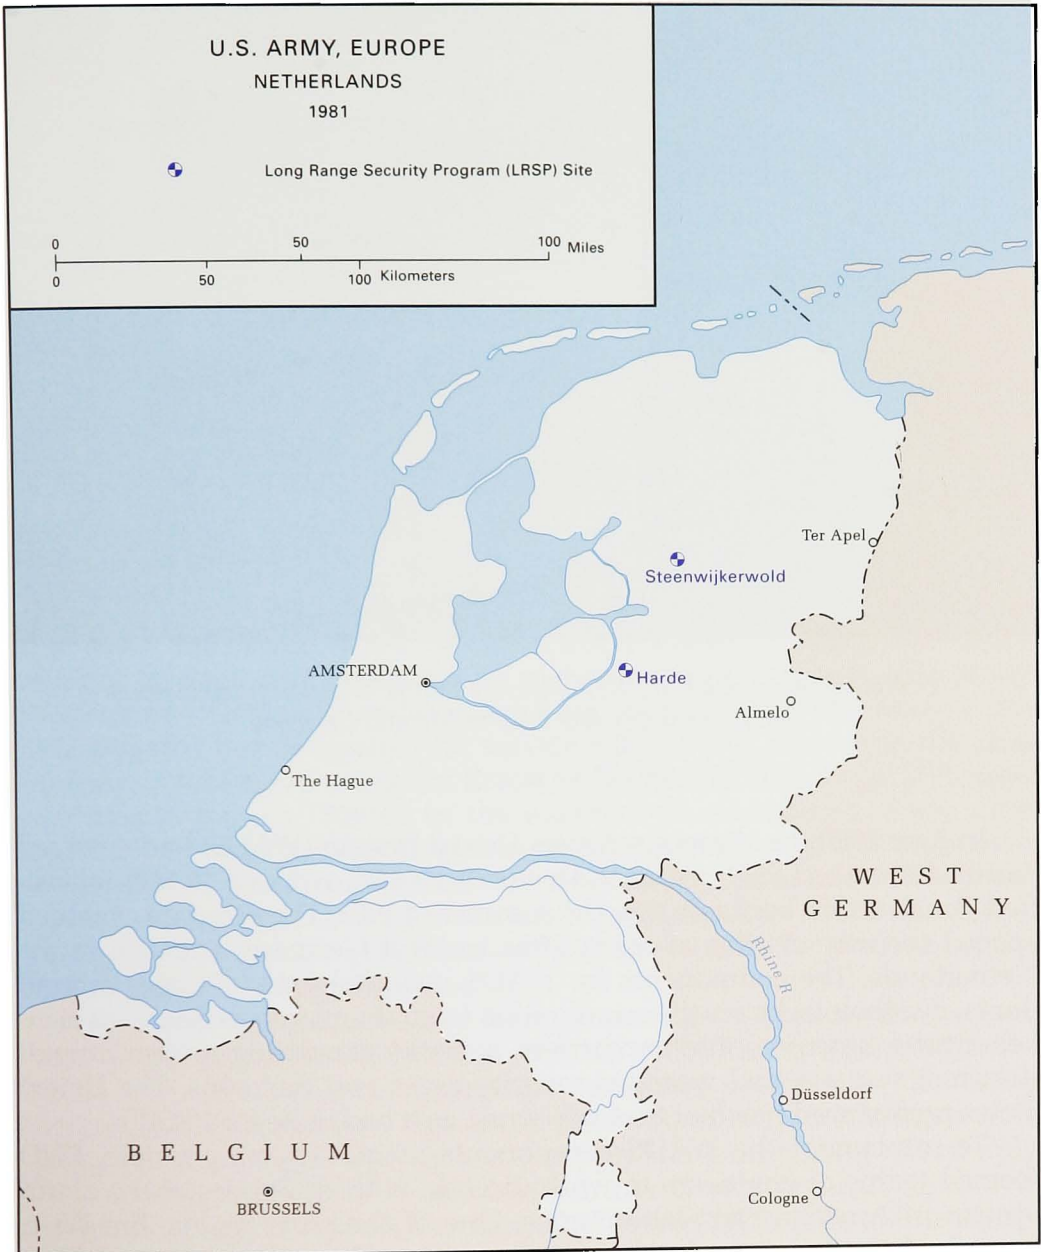 U.S. ARMY, EUROPE
NETHERLANDS
1981
Long Range Security Program (LRSP) Site
0 50 100 Miles
0 50 100 Kilometers
Ter Apel
Steenwijkerwold
AMSTERDAM
Harde
Almelo
The Hague
WEST
GERMANY
Rhine R
Düsseldorf
BELGIUM
Cologne
BRUSSELS